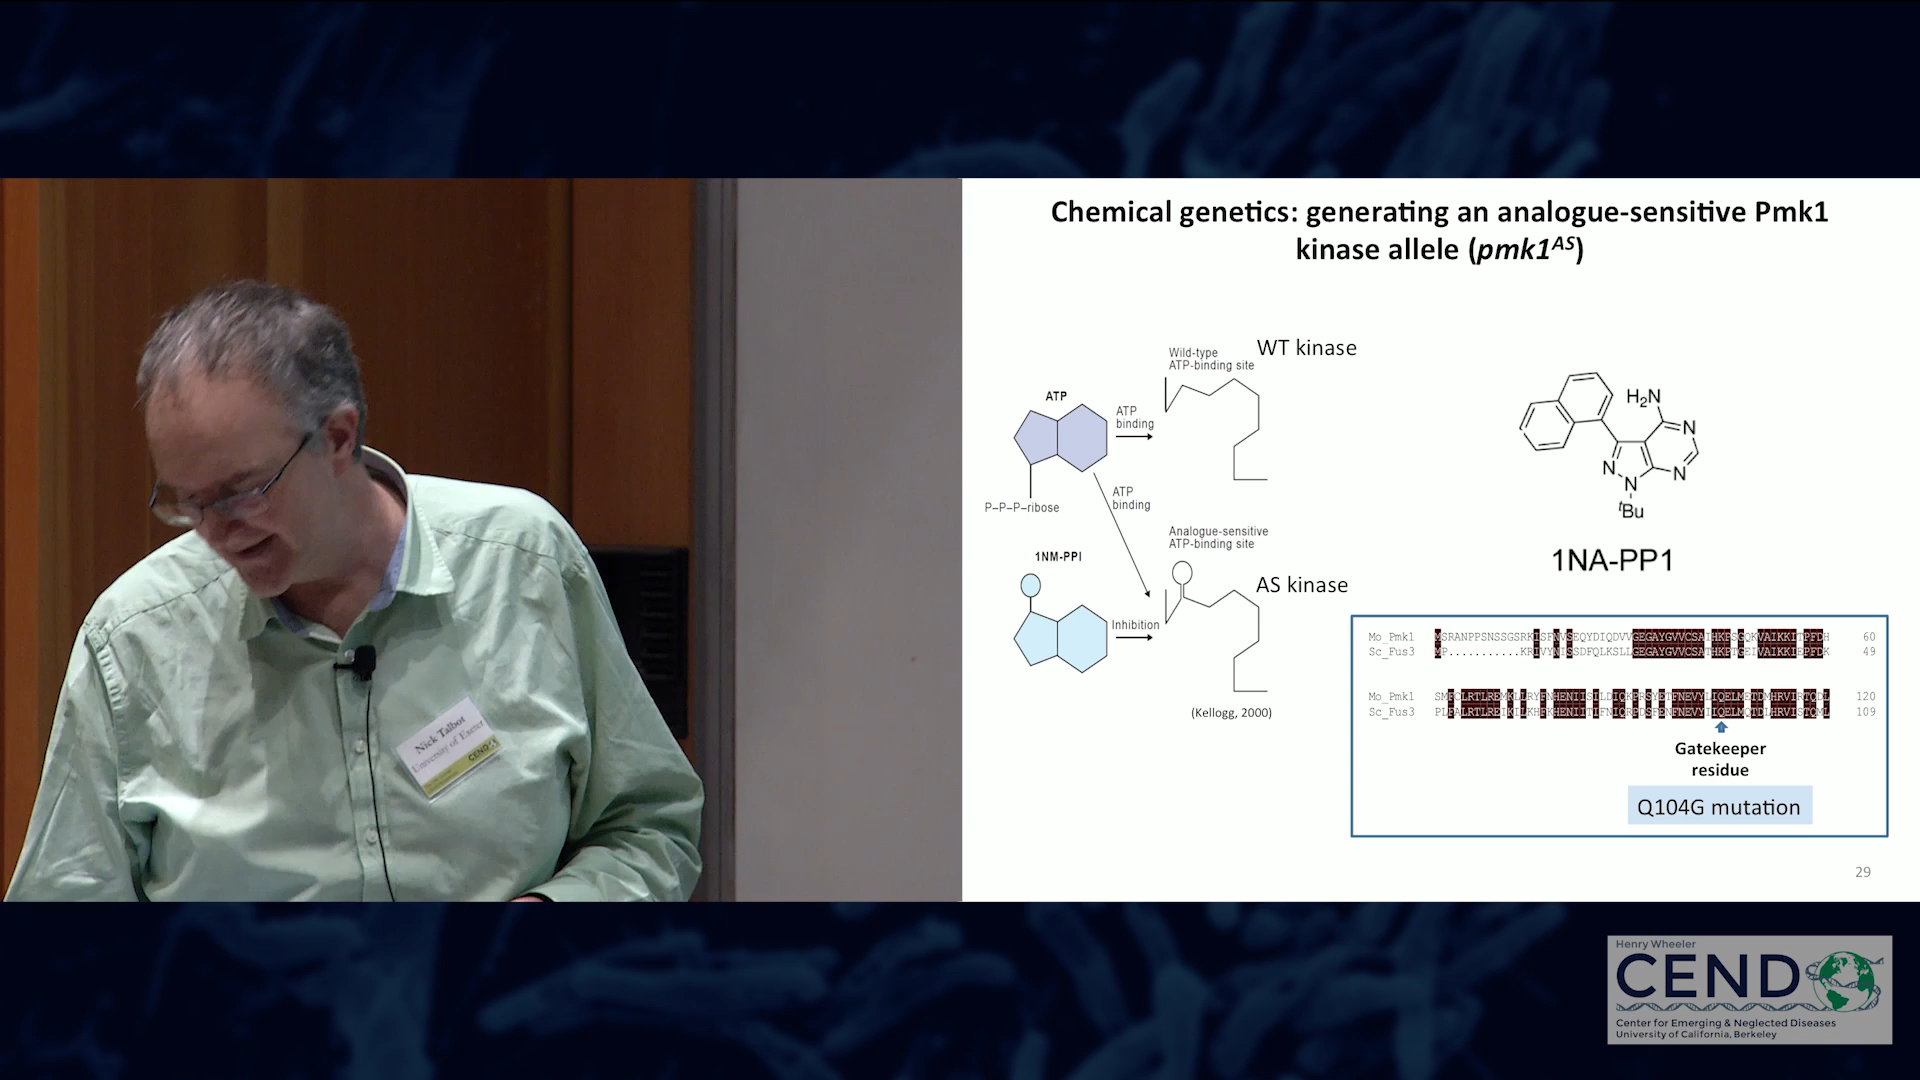 Chemical genetics: generating an analogue-sensitive Pmk1
kinase allele (pmk1AS)
Wild-type
ATP-binding site
WT kinase
ATP
ATP
binding
P–P–P–ribose
ATP
binding
Analogue-sensitive
ATP-binding site
1NM-PPI
AS kinase
Inhibition
(Kellogg, 2000)
H2N
N
N
N
N
tBu
1NA-PP1
Mo_Pmk1 60
Sc_Fus3 49
Mo_Pmk1 120
Sc_Fus3 109
Gatekeeper
residue
Q104G mutation
29
Nick Talbot
University of Exeter
CEND
Henry Wheeler
CEND
Center for Emerging & Neglected Diseases
University of California, Berkeley